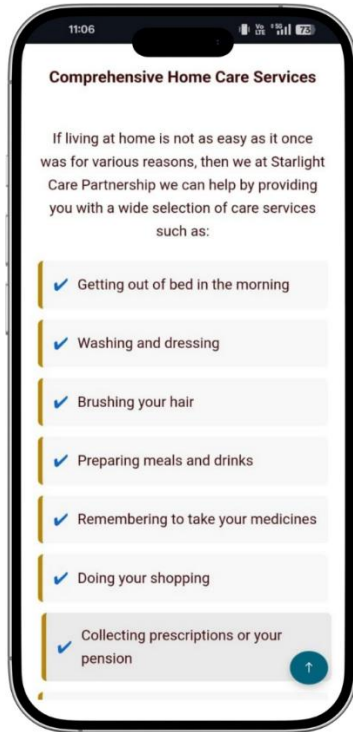 11:06
Vo
LTE
5G
73
Comprehensive Home Care Services
If living at home is not as easy as it once
was for various reasons, then we at Starlight
Care Partnership we can help by providing
you with a wide selection of care services
such as:
✔ Getting out of bed in the morning
✔ Washing and dressing
✔ Brushing your hair
✔ Preparing meals and drinks
✔ Remembering to take your medicines
✔ Doing your shopping
✔ Collecting prescriptions or your
pension